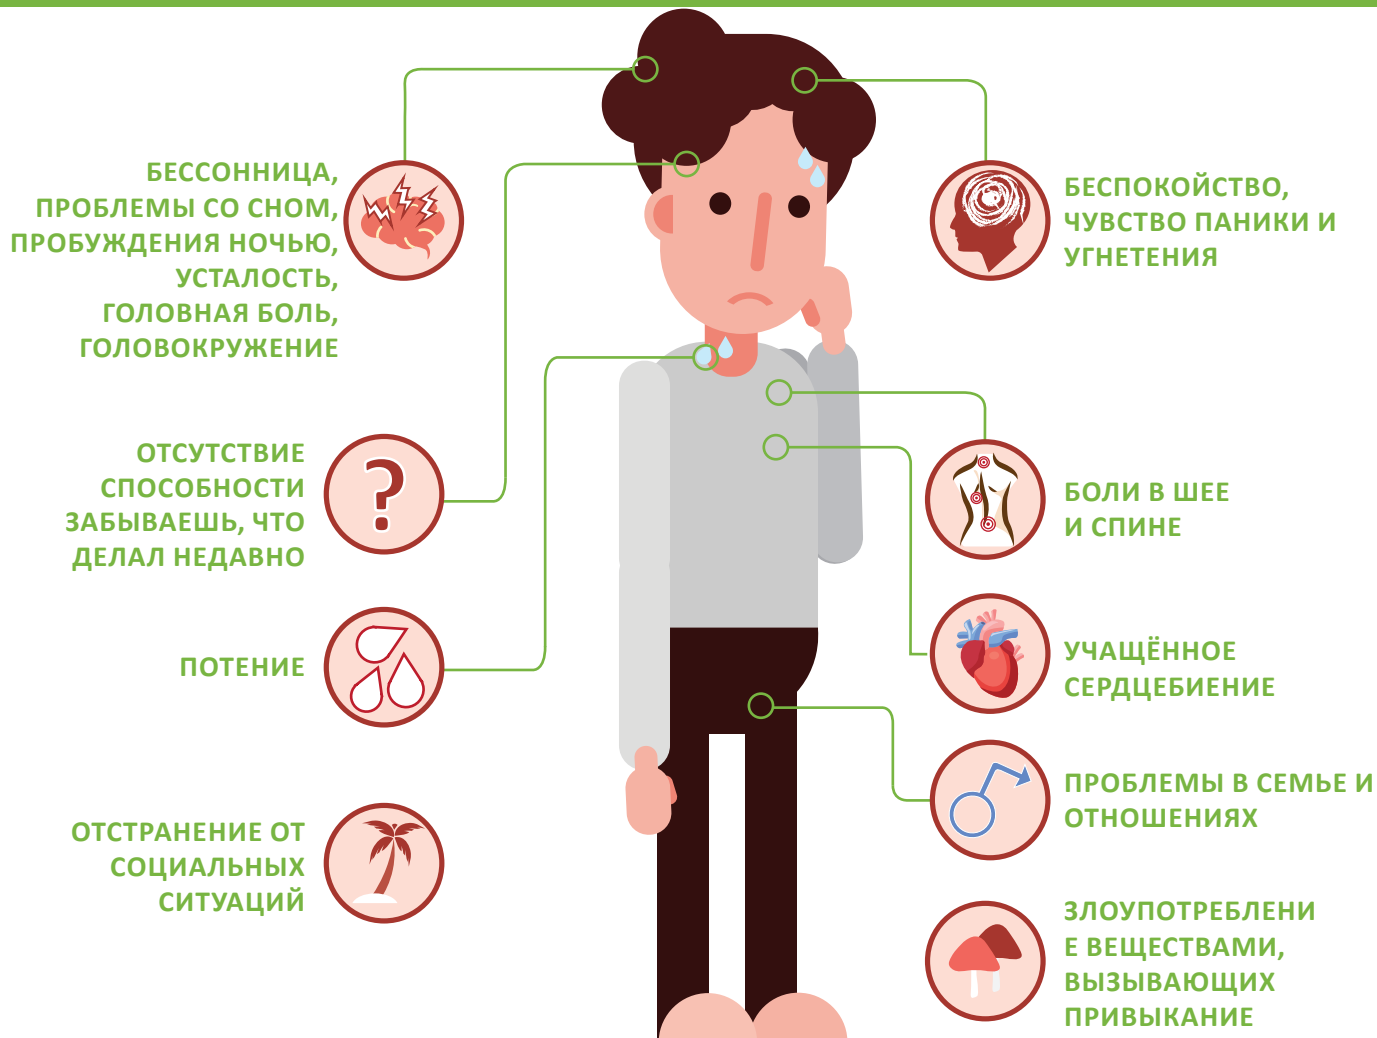 БЕССОННИЦА,
ПРОБЛЕМЫ СО СНОМ,
ПРОБУЖДЕНИЯ НОЧЬЮ,
УСТАЛОСТЬ,
ГОЛОВНАЯ БОЛЬ,
ГОЛОВОКРУЖЕНИЕ
ОТСУТСТВИЕ
СПОСОБНОСТИ
ЗАБЫВАЕШЬ, ЧТО
ДЕЛАЛ НЕДАВНО
?
ПОТЕНИЕ
ОТСТРАНЕНИЕ ОТ
СОЦИАЛЬНЫХ
СИТУАЦИЙ
БЕСПОКОЙСТВО,
ЧУВСТВО ПАНИКИ И
УГНЕТЕНИЯ
БОЛИ В ШЕЕ
И СПИНЕ
УЧАЩЁННОЕ
СЕРДЦЕБИЕНИЕ
ПРОБЛЕМЫ В СЕМЬЕ И
ОТНОШЕНИЯХ
ЗЛОУПОТРЕБЛЕНИ
Е ВЕЩЕСТВАМИ,
ВЫЗЫВАЮЩИХ
ПРИВЫКАНИЕ